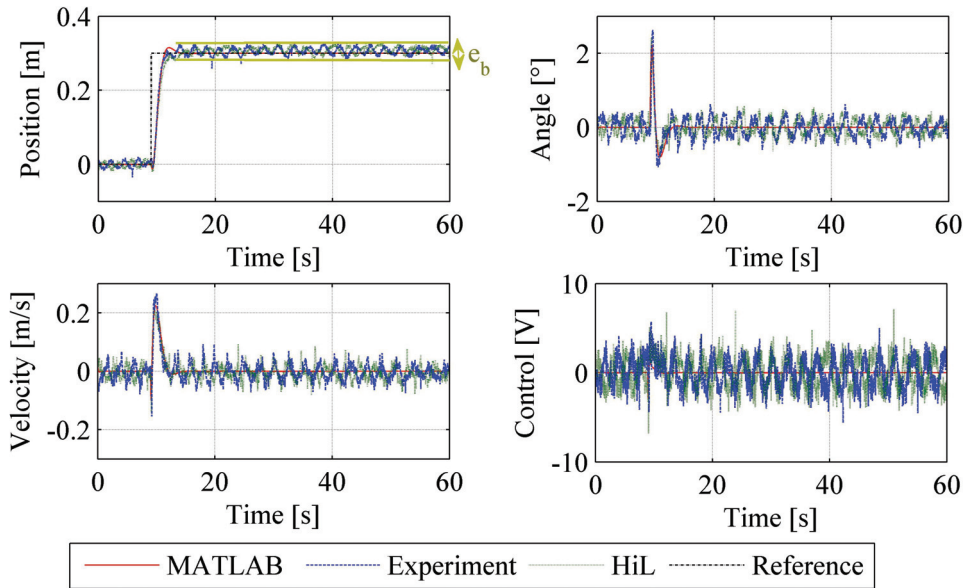 0.4
0.2
0
Position [m]
e_b
0 20 40 60
Time [s]
2
0
-2
Angle [°]
0 20 40 60
Time [s]
0.2
0
-0.3
Velocity [m/s]
0 20 40 60
Time [s]
10
0
-10
Control [V]
0 20 40 60
Time [s]
MATLAB Experiment HiL Reference